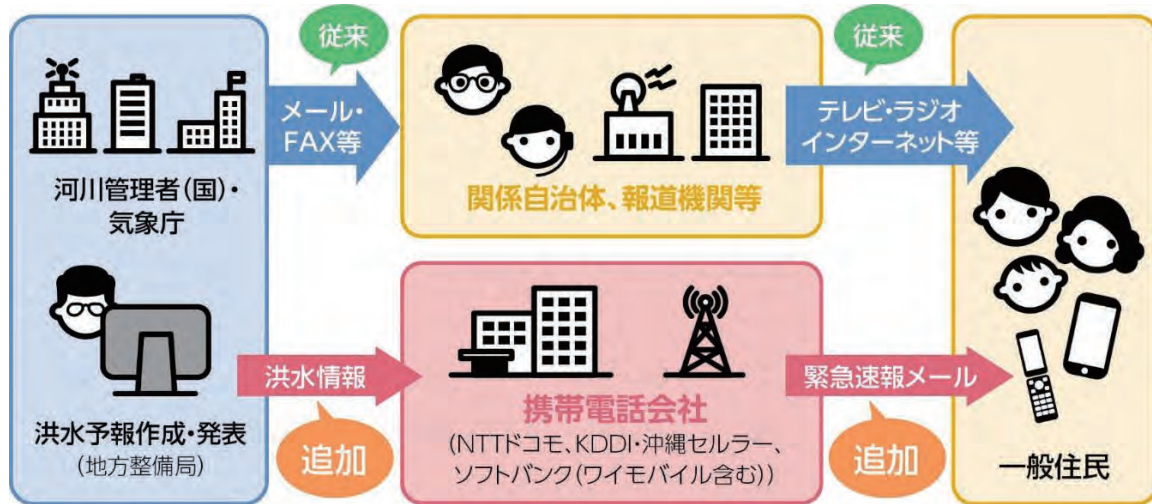 河川管理者(国)・
気象庁
洪水予報作成・発表
(地方整備局)
従来
メール・
FAX等
関係自治体、報道機関等
従来
テレビ・ラジオ
インターネット等
洪水情報
追加
携帯電話会社
(NTTドコモ、KDDI・沖縄セルラー、
ソフトバンク(ワイモバイル含む))
緊急速報メール
追加
一般住民